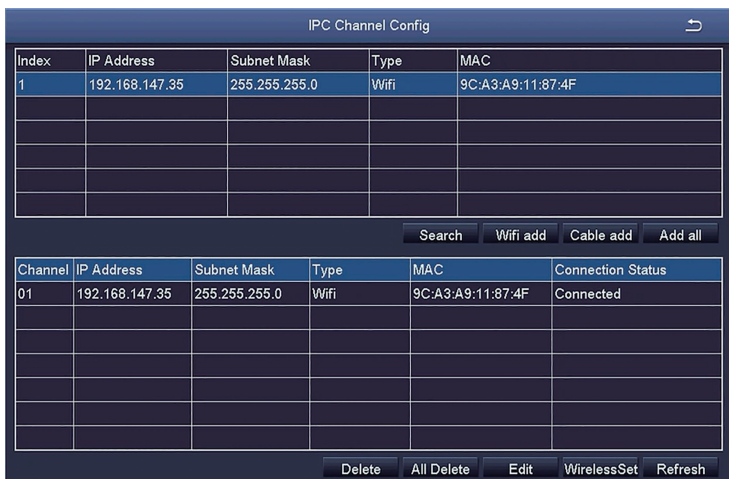 IPC Channel Config
Index IP Address Subnet Mask Type MAC
1 192.168.147.35 255.255.255.0 Wifi 9C:A3:A9:11:87:4F
Search Wifi add Cable add Add all
Channel IP Address Subnet Mask Type MAC Connection Status
01 192.168.147.35 255.255.255.0 Wifi 9C:A3:A9:11:87:4F Connected
Delete All Delete Edit WirelessSet Refresh